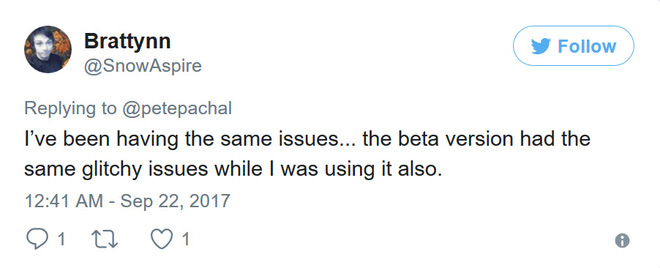 Brattynn
@SnowAspire
Follow
Replying to @petepachal
I’ve been having the same issues... the beta version had the
same glitchy issues while I was using it also.
12:41 AM - Sep 22, 2017
1
1